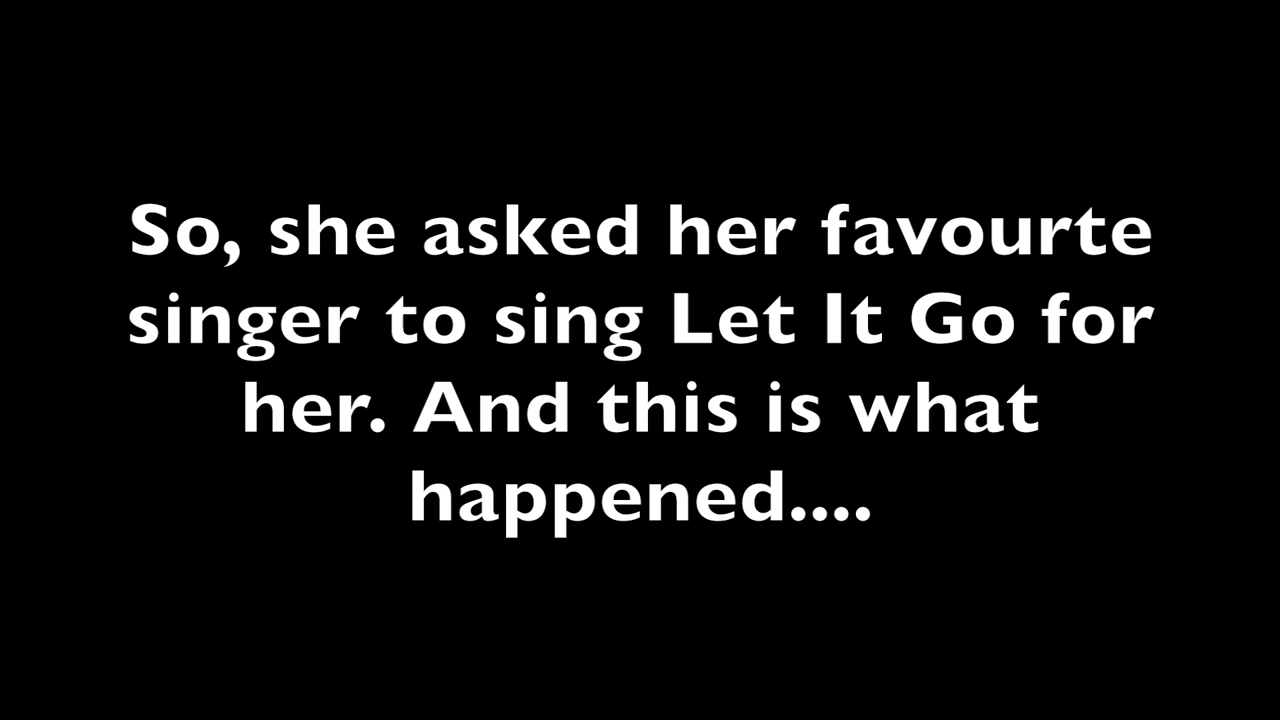 So, she asked her favourte
singer to sing Let It Go for
her. And this is what
happened....